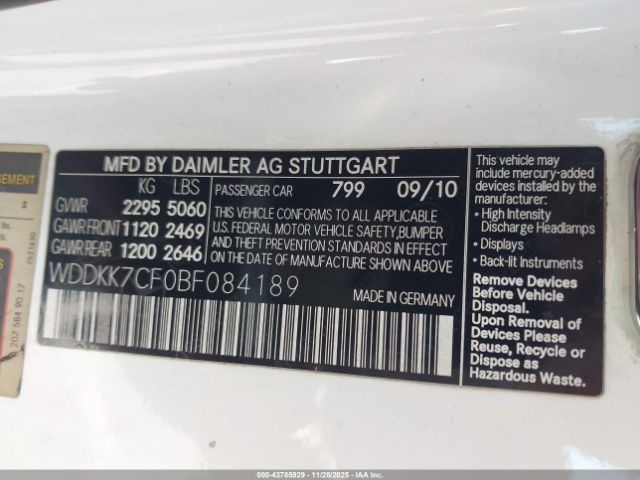 MFD BY DAIMLER AG STUTTGART
KG LBS
PASSENGER CAR 799 09/10
GVWR 2295 5060
GAWR FRONT 1120 2469
GAWR REAR 1200 2646
THIS VEHICLE CONFORMS TO ALL APPLICABLE
U.S. FEDERAL MOTOR VEHICLE SAFETY,BUMPER
AND THEFT PREVENTION STANDARDS IN EFFECT
ON THE DATE OF MANUFACTURE SHOWN ABOVE
WDDKK7CF0BF084189
MADE IN GERMANY
This vehicle may
include mercury-added
devices installed by the
manufacturer:
- High Intensity
Discharge Headlamps
- Displays
- Back-lit Instruments
Remove Devices
Before Vehicle
Disposal.
Upon Removal of
Devices Please
Reuse, Recycle or
Dispose as
Hazardous Waste.
2
lbs.
207 584 90 17
000-43785929 | 11/28/2025 - Copart